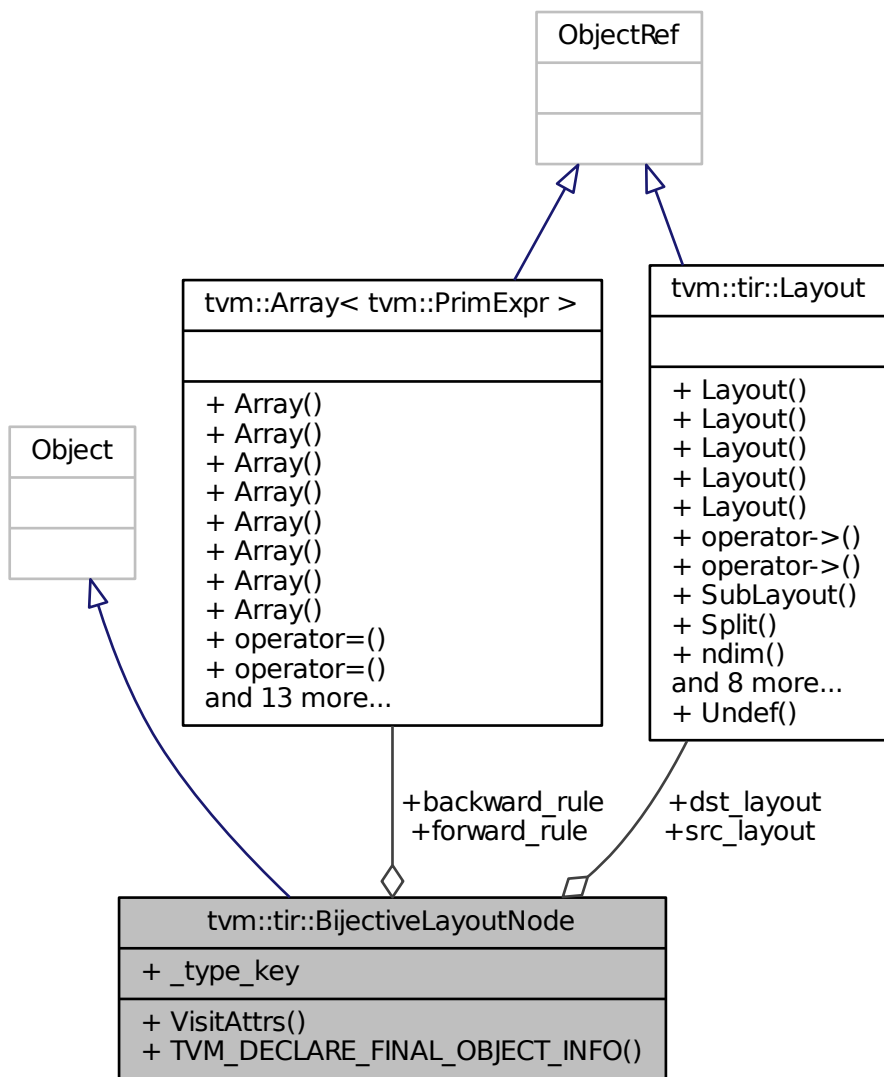 ObjectRef
tvm::Array< tvm::PrimExpr >
+ Array()
+ Array()
+ Array()
+ Array()
+ Array()
+ Array()
+ Array()
+ Array()
+ operator=()
+ operator=()
and 13 more...
tvm::tir::Layout
+ Layout()
+ Layout()
+ Layout()
+ Layout()
+ Layout()
+ operator->()
+ operator->()
+ SubLayout()
+ Split()
+ ndim()
and 8 more...
+ Undef()
Object
+backward_rule
+forward_rule
+dst_layout
+src_layout
tvm::tir::BijectiveLayoutNode
+ _type_key
+ VisitAttrs()
+ TVM_DECLARE_FINAL_OBJECT_INFO()